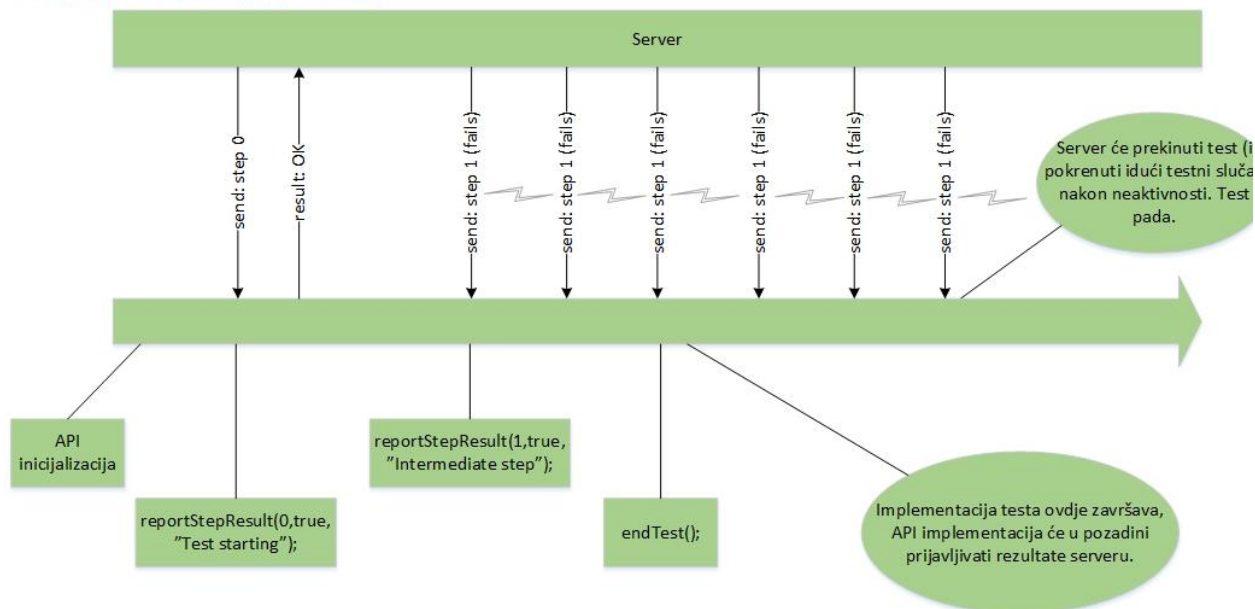 Server
send: step 0
result: OK
send: step 1 (fails)
send: step 1 (fails)
send: step 1 (fails)
send: step 1 (fails)
send: step 1 (fails)
send: step 1 (fails)
Server će prekinuti test (i
pokrenuti idući testni
nakon neaktivnosti. Test
pada.
API
inicijalizacija
reportStepResult(0,true,
"Test starting");
reportStepResult(1,true,
"Intermediate step");
endTest();
Implementacija testa ovdje završava,
API implementacija će u pozadini
prijavljivati rezultate serveru.